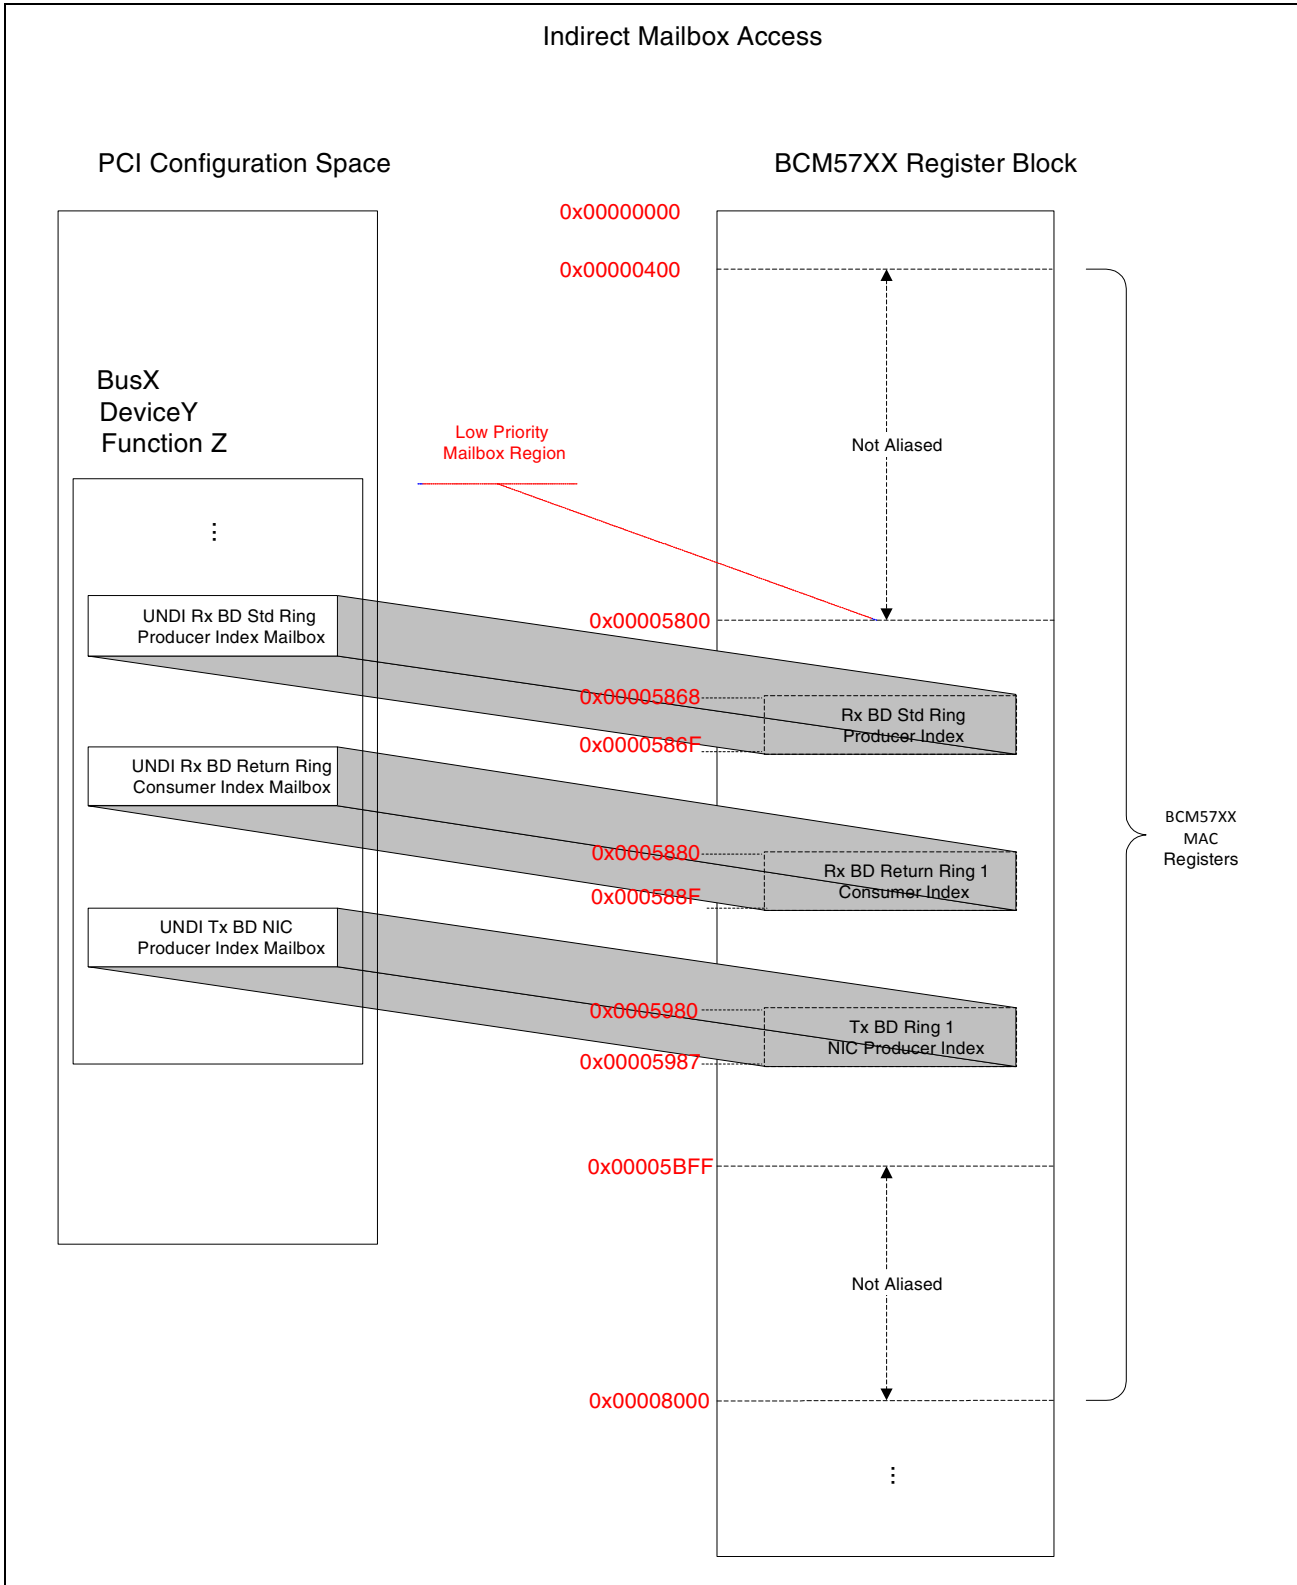 Indirect Mailbox Access
PCI Configuration Space
BCM57XX Register Block
0x00000000
0x00000400
BusX
DeviceY
Function Z
Low Priority
Mailbox Region
Not Aliased
UNDI Rx BD Std Ring
Producer Index Mailbox
0x00005800
0x00005868
Rx BD Std Ring
Producer Index
0x0000586F
UNDI Rx BD Return Ring
Consumer Index Mailbox
BCM57XX
MAC
Registers
0x0005880
Rx BD Return Ring 1
Consumer Index
0x000588F
UNDI Tx BD NIC
Producer Index Mailbox
0x0005980
Tx BD Ring 1
NIC Producer Index
0x00005987
0x00005BFF
Not Aliased
0x00008000